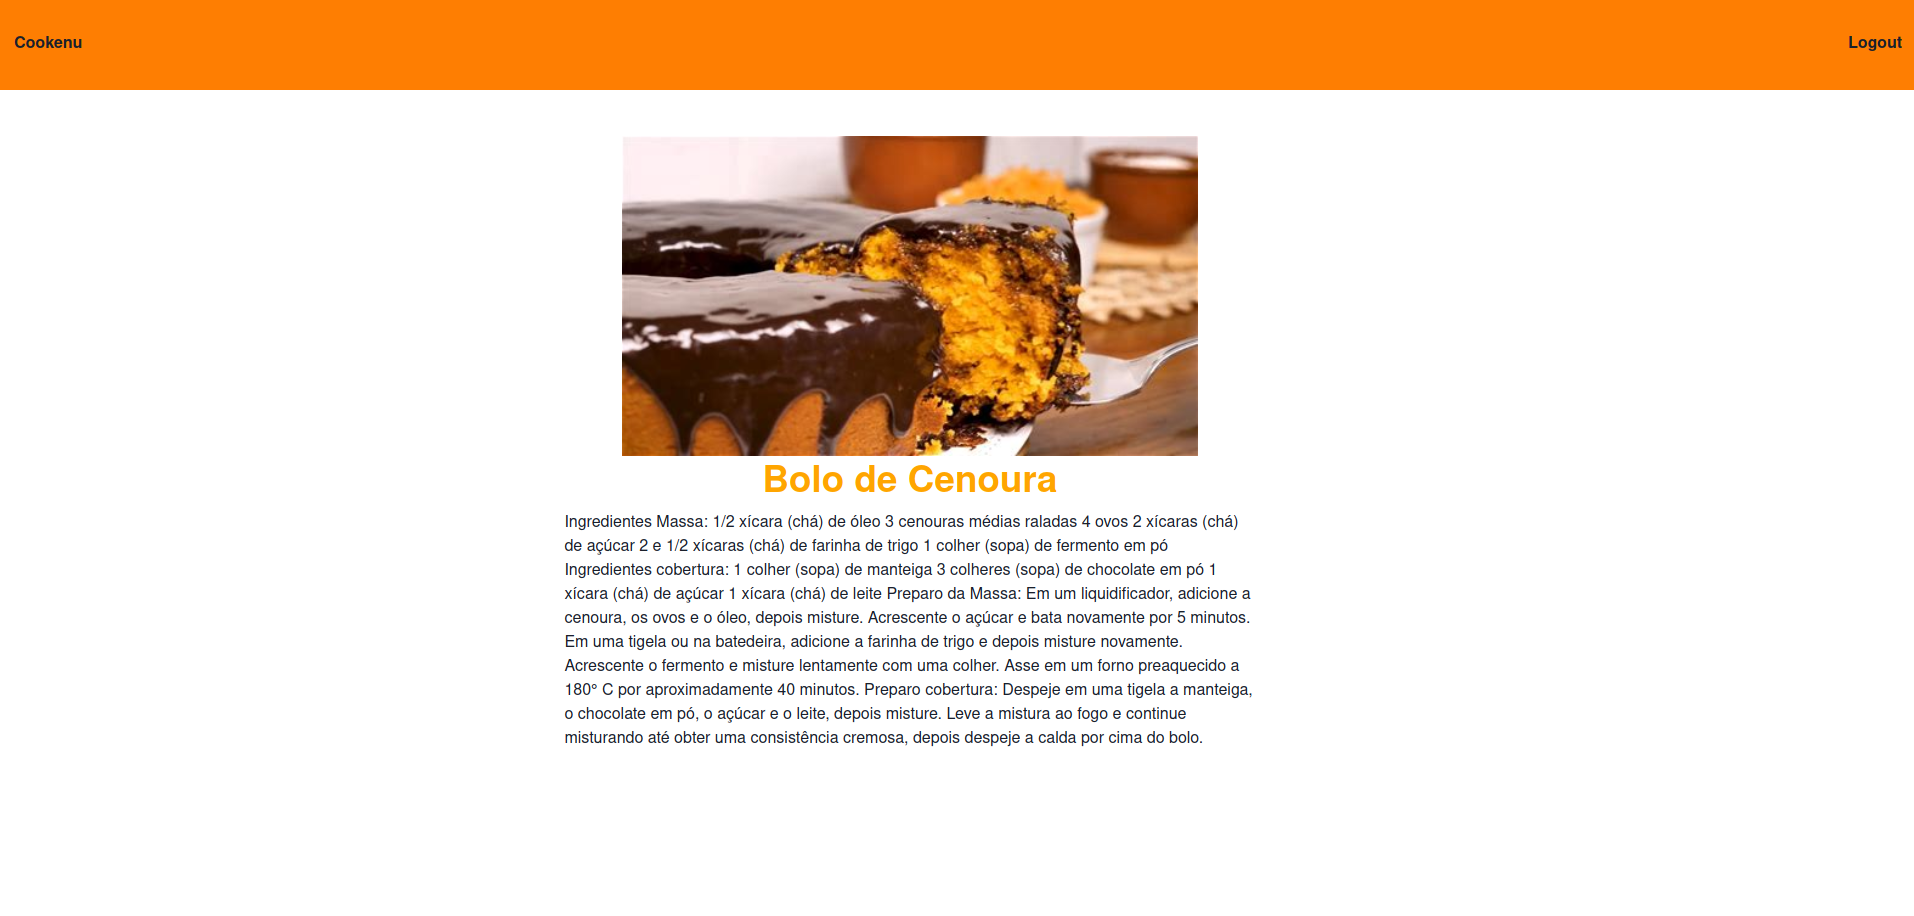 Cookenu
Logout
Bolo de Cenoura
Ingredientes Massa: 1/2 xícara (chá) de óleo 3 cenouras médias raladas 4 ovos 2 xícaras (chá)
de açúcar 2 e 1/2 xícaras (chá) de farinha de trigo 1 colher (sopa) de fermento em pó
Ingredientes cobertura: 1 colher (sopa) de manteiga 3 colheres (sopa) de chocolate em pó 1
xícara (chá) de açúcar 1 xícara (chá) de leite Preparo da Massa: Em um liquidificador, adicione a
cenoura, os ovos e o óleo, depois misture. Acrescente o açúcar e bata novamente por 5 minutos.
Em uma tigela ou na batedeira, adicione a farinha de trigo e depois misture novamente.
Acrescente o fermento e misture lentamente com uma colher. Asse em um forno preaquecido a
180° C por aproximadamente 40 minutos. Preparo cobertura: Despeje em uma tigela a manteiga,
o chocolate em pó, o açúcar e o leite, depois misture. Leve a mistura ao fogo e continue
misturando até obter uma consistência cremosa, depois despeje a calda por cima do bolo.